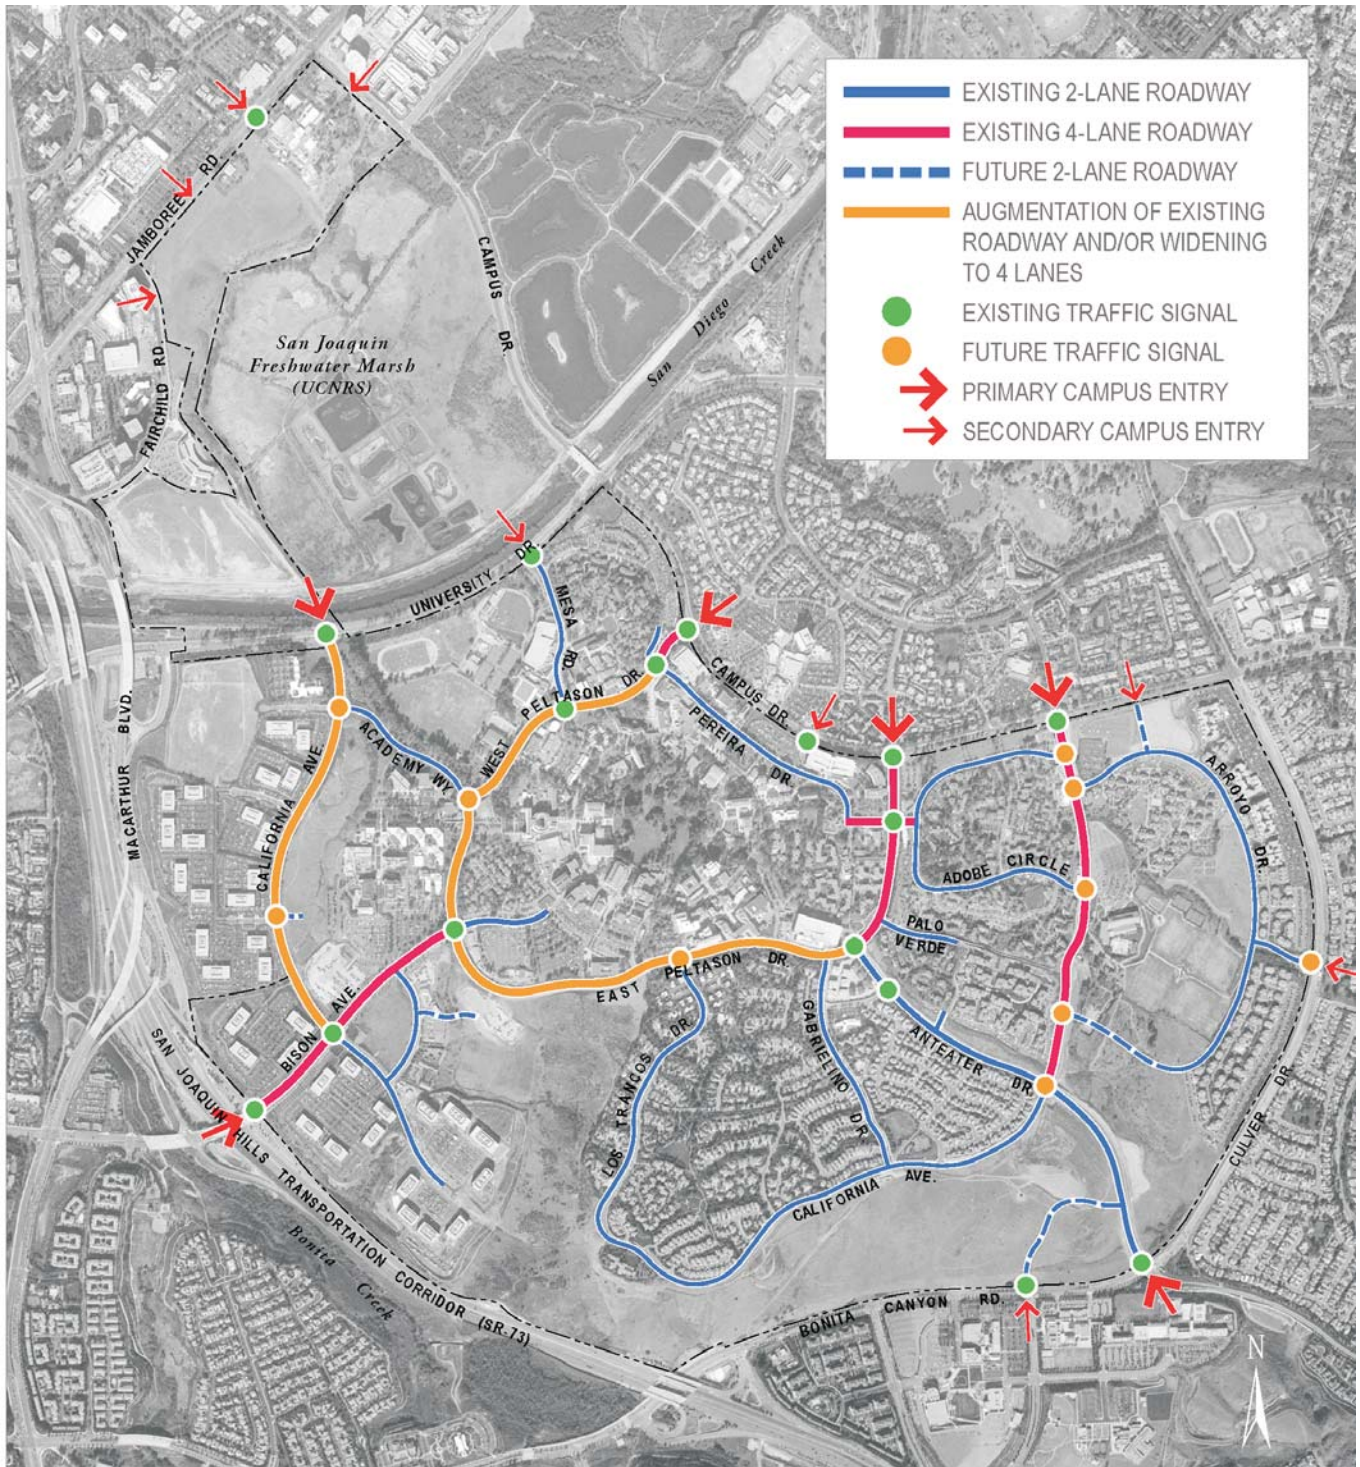 EXISTING 2-LANE ROADWAY
EXISTING 4-LANE ROADWAY
FUTURE 2-LANE ROADWAY
AUGMENTATION OF EXISTING
ROADWAY AND/OR WIDENING
TO 4 LANES
EXISTING TRAFFIC SIGNAL
FUTURE TRAFFIC SIGNAL
PRIMARY CAMPUS ENTRY
SECONDARY CAMPUS ENTRY
JAMBOREE RD
CAMPUS DR.
San Diego Creek
San Joaquin
Freshwater Marsh
(UCNRS)
FAIRCHILD RD.
UNIVERSITY DR.
MESA RD.
MACARTHUR BLVD.
WEST PELTASON DR.
CAMPUS DR.
PEREIRA DR.
ACADEMY WY.
CALIFORNIA AVE
ARROYO DR.
ADOBE CIRCLE
PALO
VERDE
EAST PELTASON DR.
BISON AVE.
ANTEATER DR.
GABRIELINO DR.
LOS TRANCOS DR.
CALIFORNIA AVE.
CULVER DR.
SAN JOAQUIN HILLS TRANSPORTATION CORRIDOR (SR-73)
Bonita Creek
BONITA CANYON RD.
N